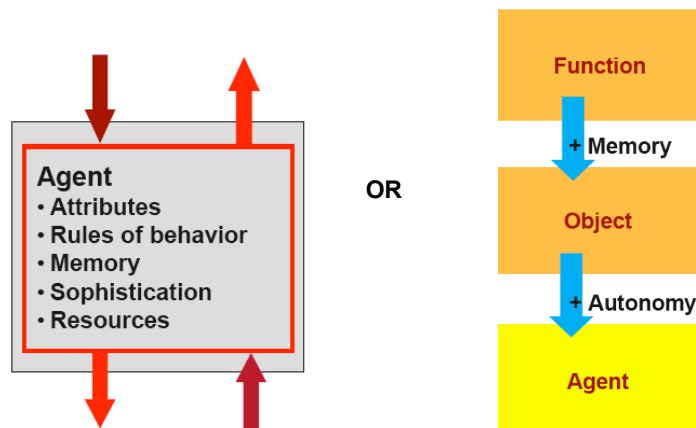 Agent
• Attributes
• Rules of behavior
• Memory
• Sophistication
• Resources
OR
Function
+ Memory
Object
+ Autonomy
Agent